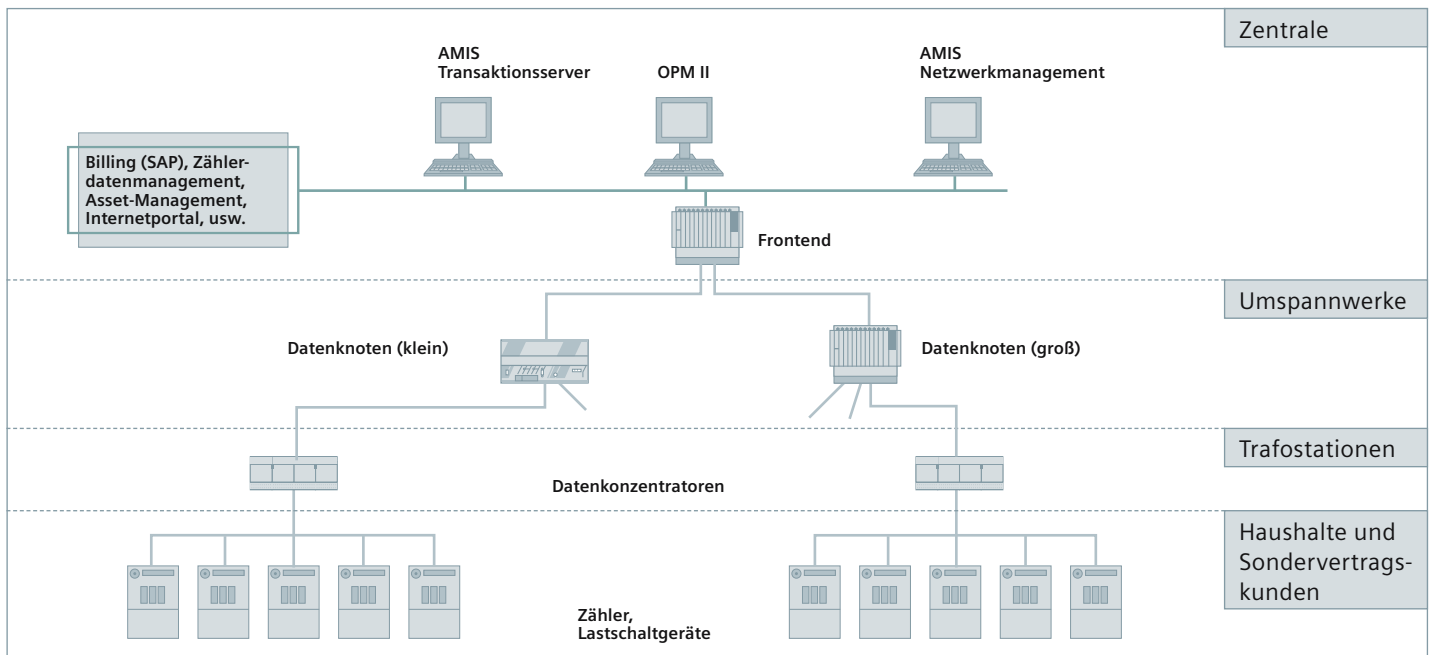 Zentrale
AMIS
Transaktionsserver
OPM II
AMIS
Netzwerkmanagement
Billing (SAP), Zähler-
datenmanagement,
Asset-Management,
Internetportal, usw.
Frontend
Umspannwerke
Datenknoten (klein)
Datenknoten (groß)
Trafostationen
Datenkonzentratoren
Haushalte und
Sondervertrags-
kunden
Zähler,
Lastschaltgeräte